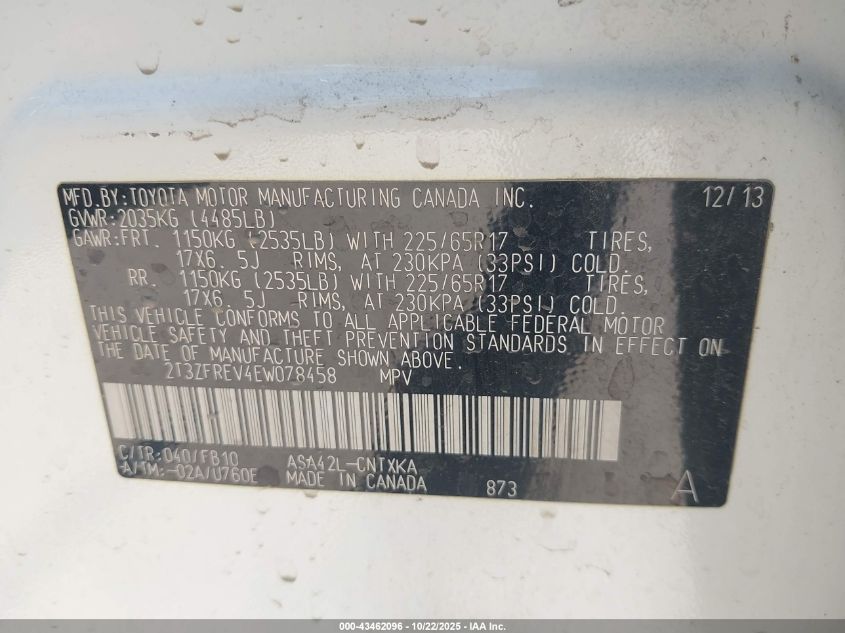 MFD.BY:TOYOTA MOTOR MANUFACTURING CANADA INC. 12/13
GVWR:2035KG (4485LB)
GAWR:FRT. 1150KG (2535LB) WITH 225/65R17 TIRES,
17X6.5J RIMS, AT 230KPA (33PSI) COLD.
RR. 1150KG (2535LB) WITH 225/65R17 TIRES,
17X6.5J RIMS, AT 230KPA (33PSI) COLD.
THIS VEHICLE CONFORMS TO ALL APPLICABLE FEDERAL MOTOR
VEHICLE SAFETY AND THEFT PREVENTION STANDARDS IN EFFECT ON
THE DATE OF MANUFACTURE SHOWN ABOVE.
2T3ZFREV4EW078458 MPV
C/TR:040/FB10 ASA42L-CNTXKA
A/TM:-02A/U760E MADE IN CANADA 873 A
000-43462096 - 10/22/2025 - IAA Inc.